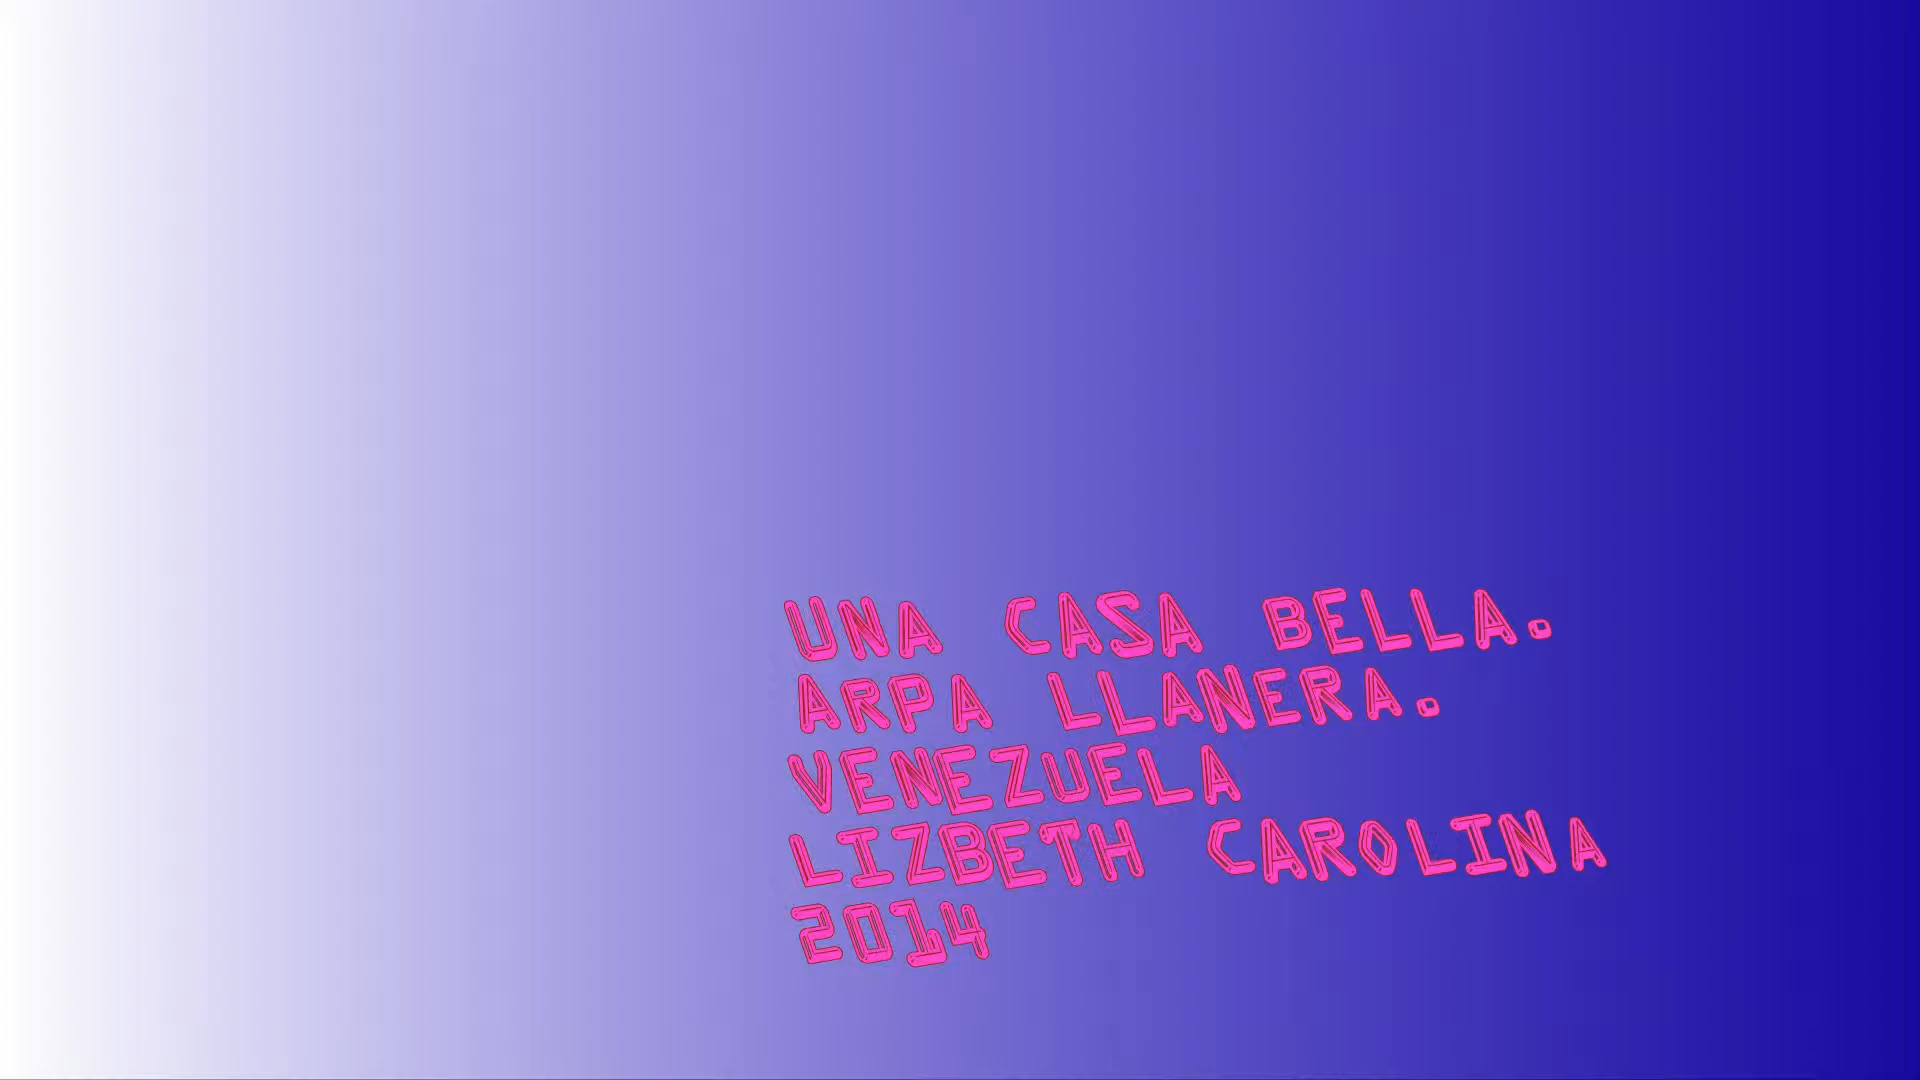 UNA CASA BELLA.
ARPA LLANERA.
VENEZUELA
LIZBETH CAROLINA
2014